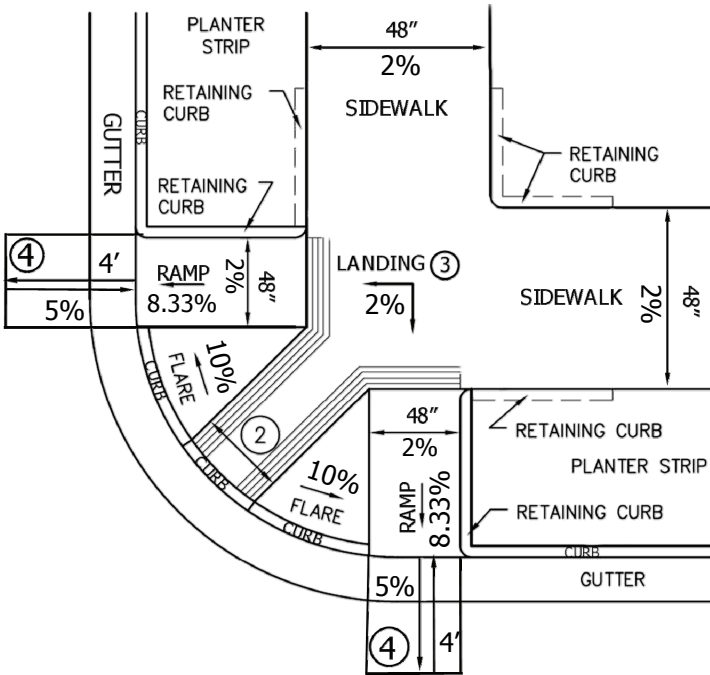 PLANTER
STRIP
48"
2%
RETAINING
CURB
SIDEWALK
CURB
GUTTER
RETAINING
CURB
RETAINING
CURB
4
4'
5%
RAMP
8.33%
2%
48"
LANDING 3
2%
SIDEWALK
2%
48"
10%
FLARE
CURB
2
CURB
10%
FLARE
CURB
48"
2%
RAMP
8.33%
RETAINING CURB
PLANTER STRIP
RETAINING CURB
CURB
GUTTER
5%
4
4'